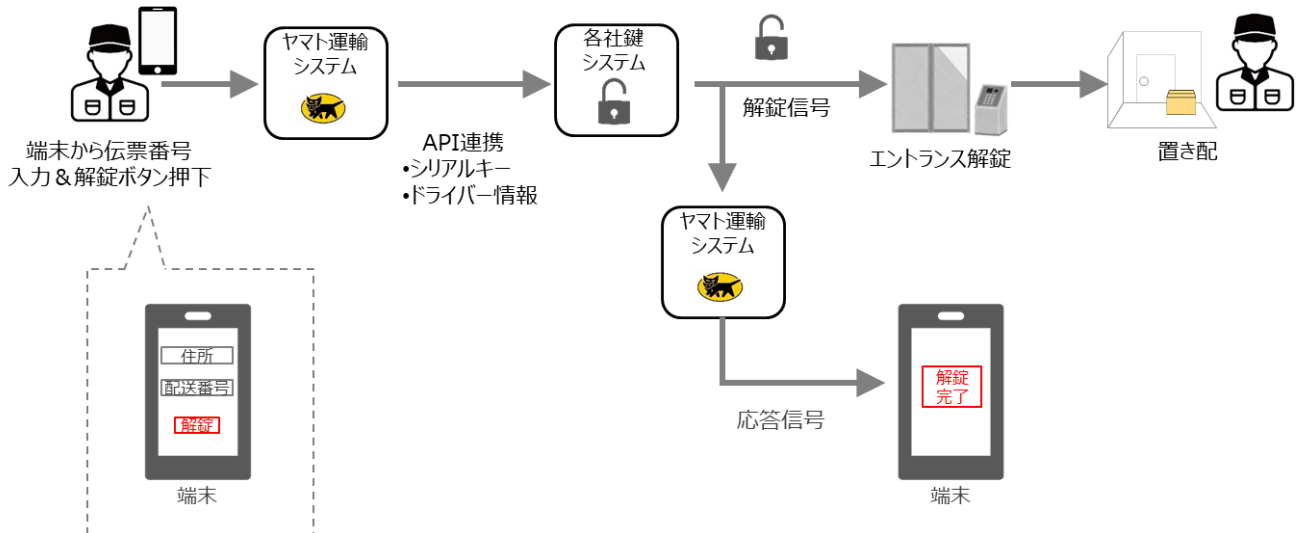 端末から伝票番号
入力＆解錠ボタン押下
ヤマト運輸
システム
API連携
•シリアルキー
•ドライバー情報
各社鍵
システム
解錠信号
エントランス解錠
置き配
ヤマト運輸
システム
応答信号
住所
配送番号
解錠
端末
解錠
完了
端末